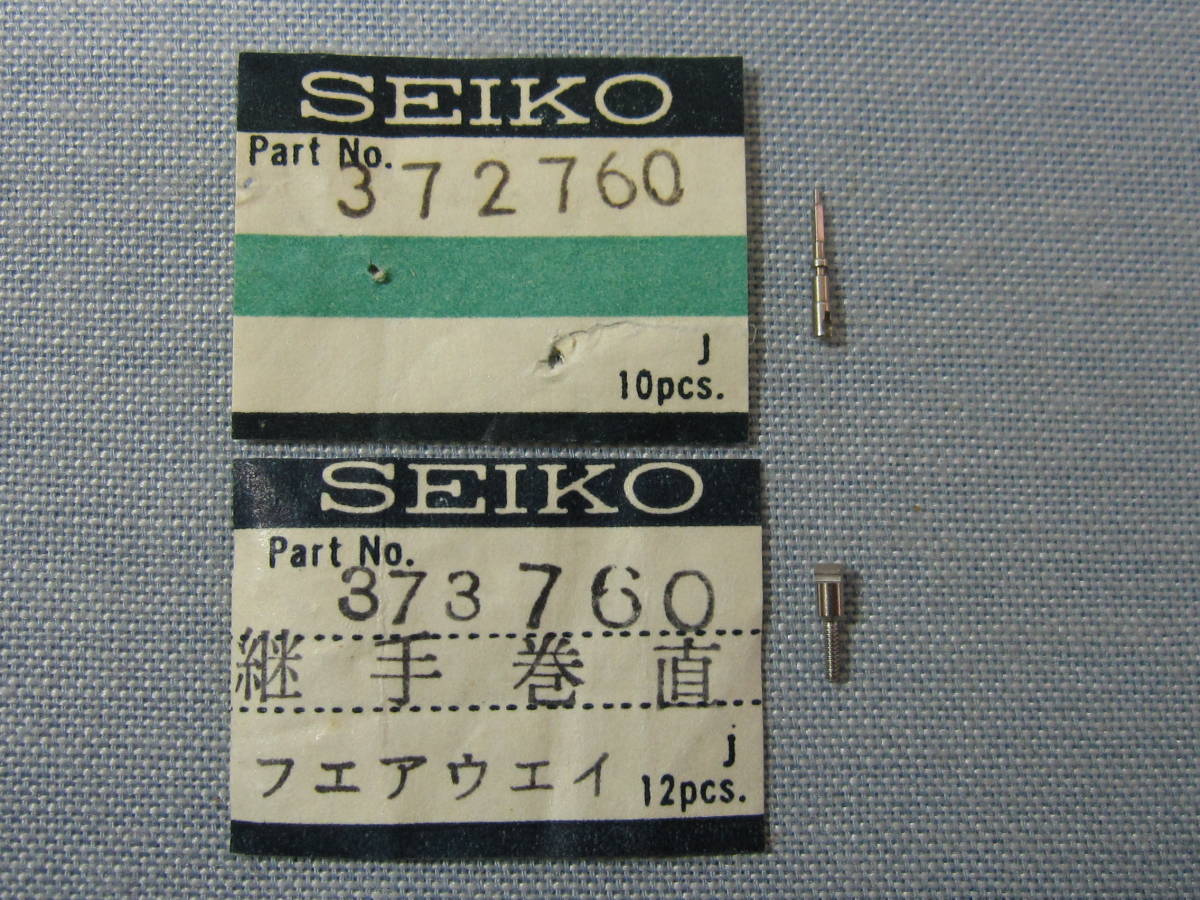 SEIKO
Part No.
372760
J
10pcs.
SEIKO
Part No.
373760
継手巻直
フエアウエイ
j
12pcs.